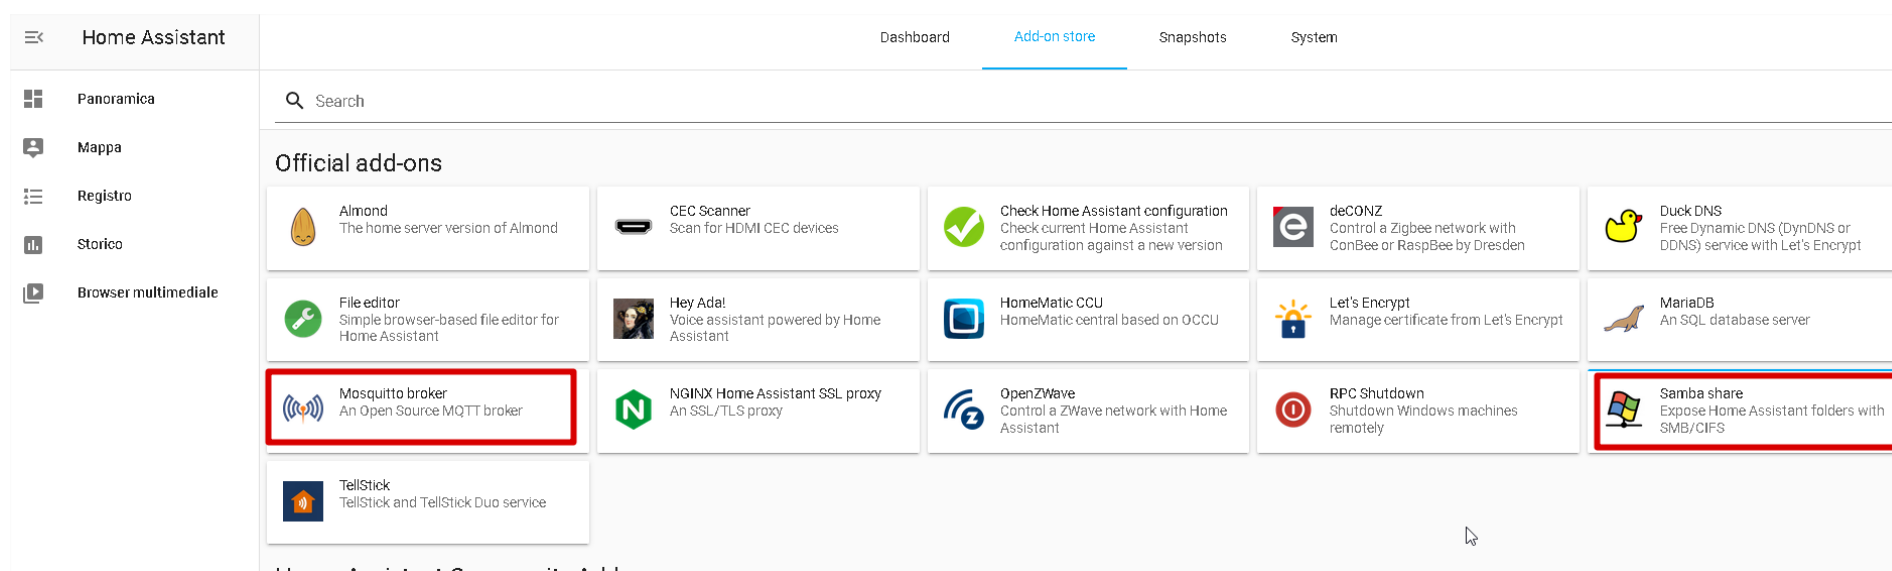 Home Assistant
Dashboard
Add-on store
Snapshots
System
Panoramica
Mappa
Registro
Storico
Browser multimediale
Search
Official add-ons
Almond
The home server version of Almond
CEC Scanner
Scan for HDMI CEC devices
Check Home Assistant configuration
Check current Home Assistant
configuration against a new version
deCONZ
Control a Zigbee network with
ConBee or RaspBee by Dresden
Duck DNS
Free Dynamic DNS (DynDNS or
DDNS) service with Let's Encrypt
File editor
Simple browser-based file editor for
Home Assistant
Hey Ada!
Voice assistant powered by Home
Assistant
HomeMatic CCU
HomeMatic central based on OCCU
Let's Encrypt
Manage certificate from Let's Encrypt
MariaDB
An SQL database server
Mosquitto broker
An Open Source MQTT broker
NGINX Home Assistant SSL proxy
An SSL/TLS proxy
OpenZWave
Control a ZWave network with Home
Assistant
RPC Shutdown
Shutdown Windows machines
remotely
Samba share
Expose Home Assistant folders with
SMB/CIFS
TellStick
TellStick and TellStick Duo service